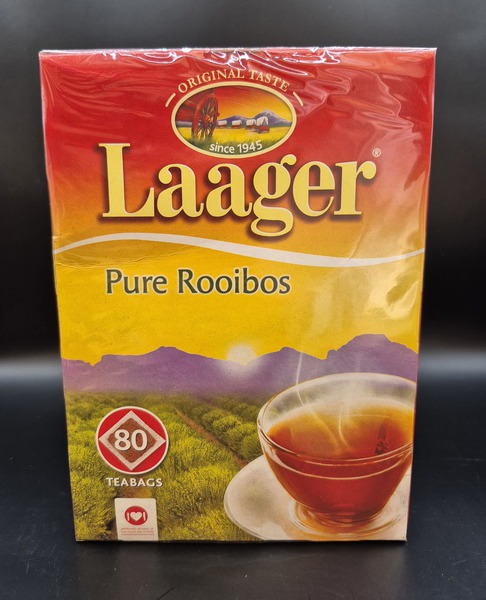 ORIGINAL TASTE
since 1945
Laager®
Pure Rooibos
80
TEABAGS